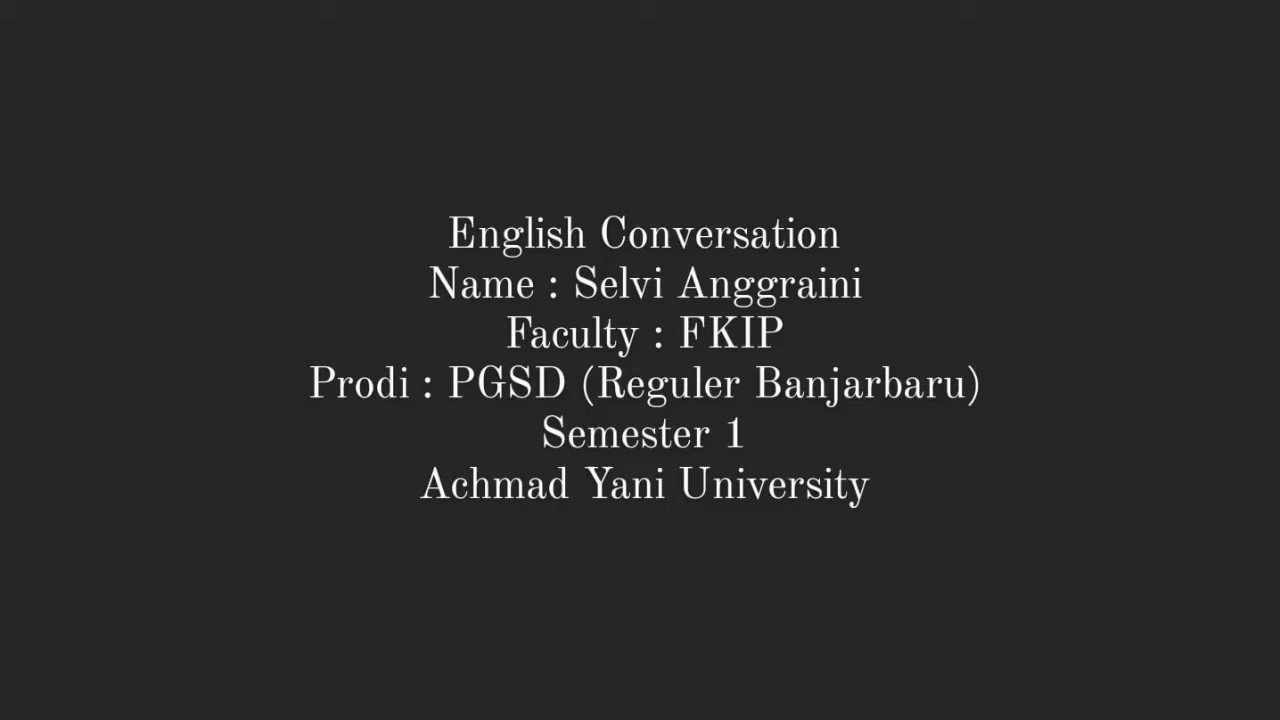 English Conversation
Name : Selvi Anggraini
Faculty : FKIP
Prodi : PGSD (Reguler Banjarbaru)
Semester 1
Achmad Yani University